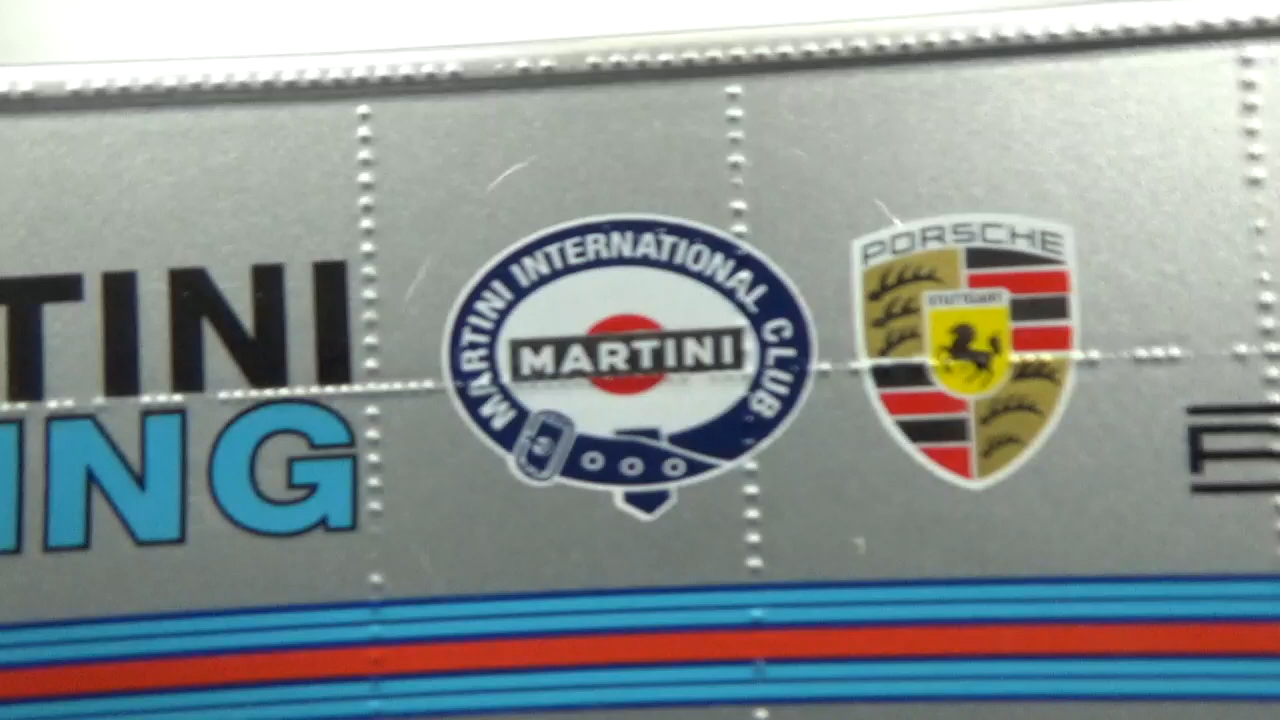 TINI
ING
MARTINI INTERNATIONAL CLUB
MARTINI
PORSCHE
STUTTGART